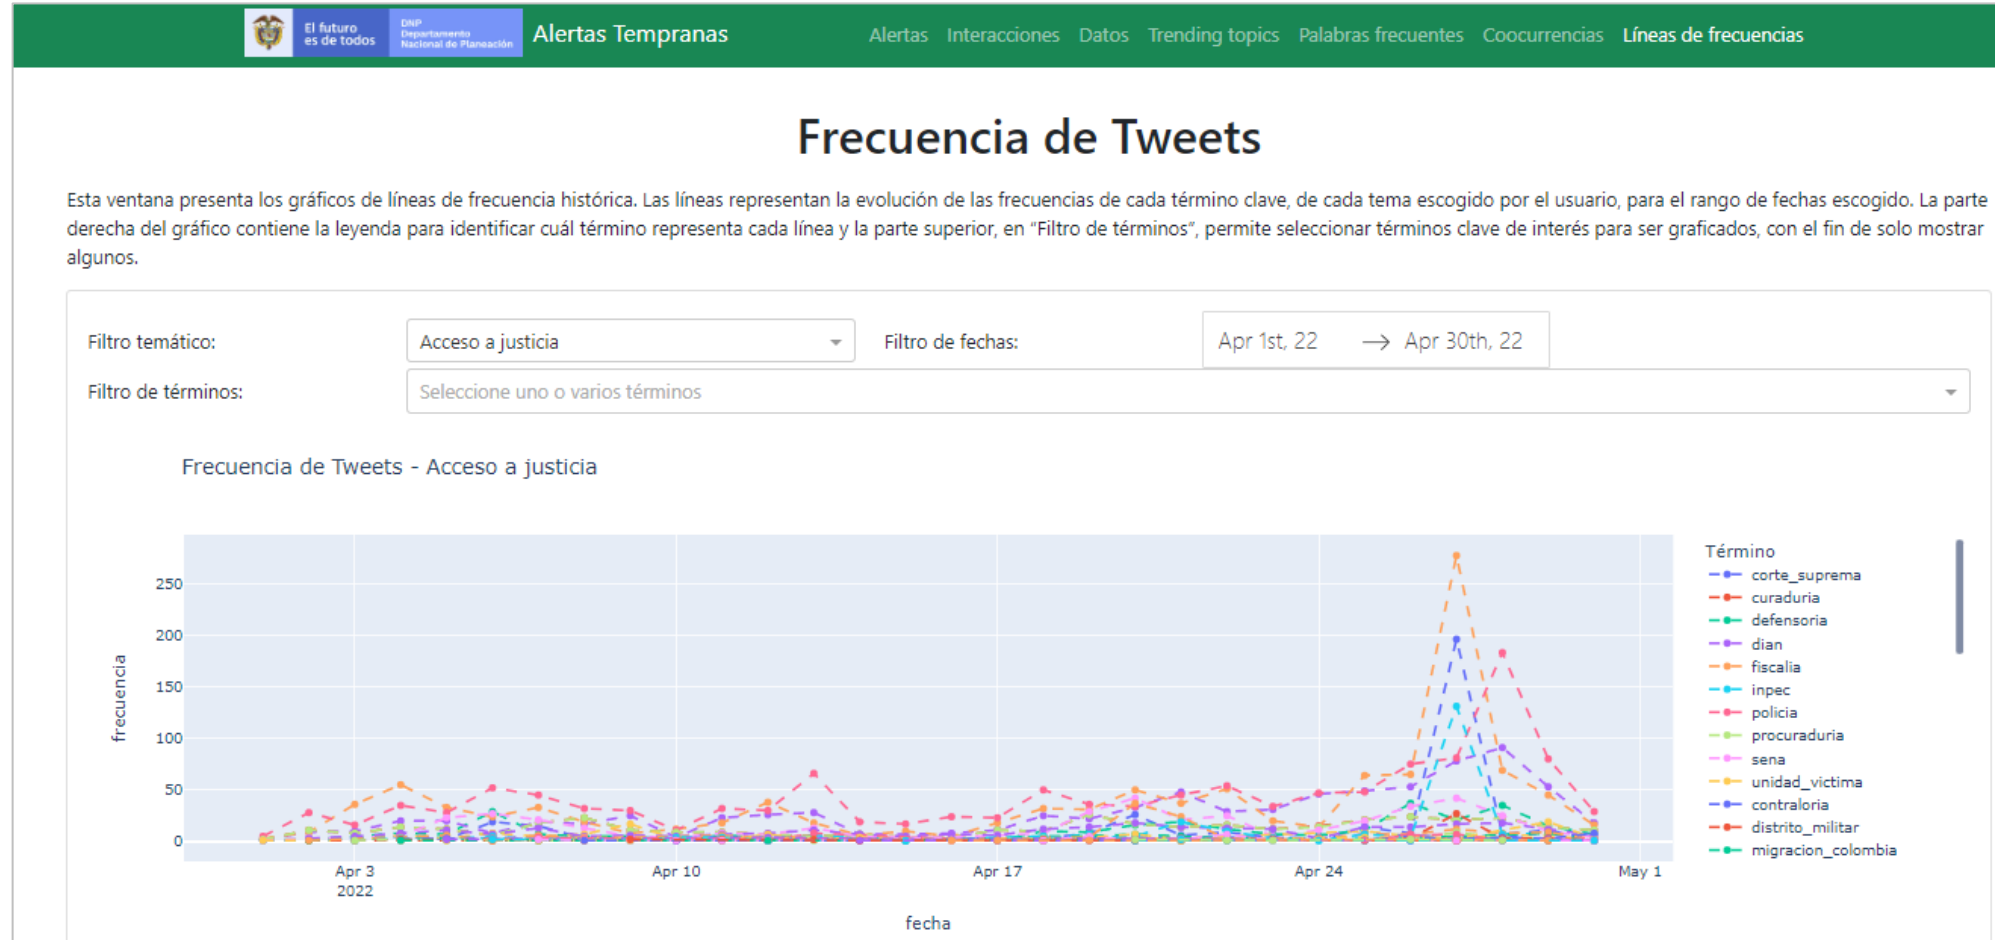 El futuro
es de todos
DNP
Departamento
Nacional de Planeación
Alertas Tempranas
Alertas Interacciones Datos Trending topics Palabras frecuentes Coocurrencias Líneas de frecuencias
Frecuencia de Tweets
Esta ventana presenta los gráficos de líneas de frecuencia histórica. Las líneas representan la evolución de las frecuencias de cada término clave, de cada tema escogido por el usuario, para el rango de fechas escogido. La parte
derecha del gráfico contiene la leyenda para identificar cuál término representa cada línea y la parte superior, en “Filtro de términos”, permite seleccionar términos clave de interés para ser graficados, con el fin de solo mostrar
algunos.
Filtro temático: Acceso a justicia Filtro de fechas: Apr 1st, 22 → Apr 30th, 22
Filtro de términos: Seleccione uno o varios términos
Frecuencia de Tweets - Acceso a justicia
frecuencia
250
200
150
100
50
0
Apr 3 Apr 10 Apr 17 Apr 24 May 1
2022
fecha
Término
corte_suprema
curaduria
defensoria
dian
fiscalia
inpec
policia
procuraduria
sena
unidad_victima
contraloria
distrito_militar
migracion_colombia